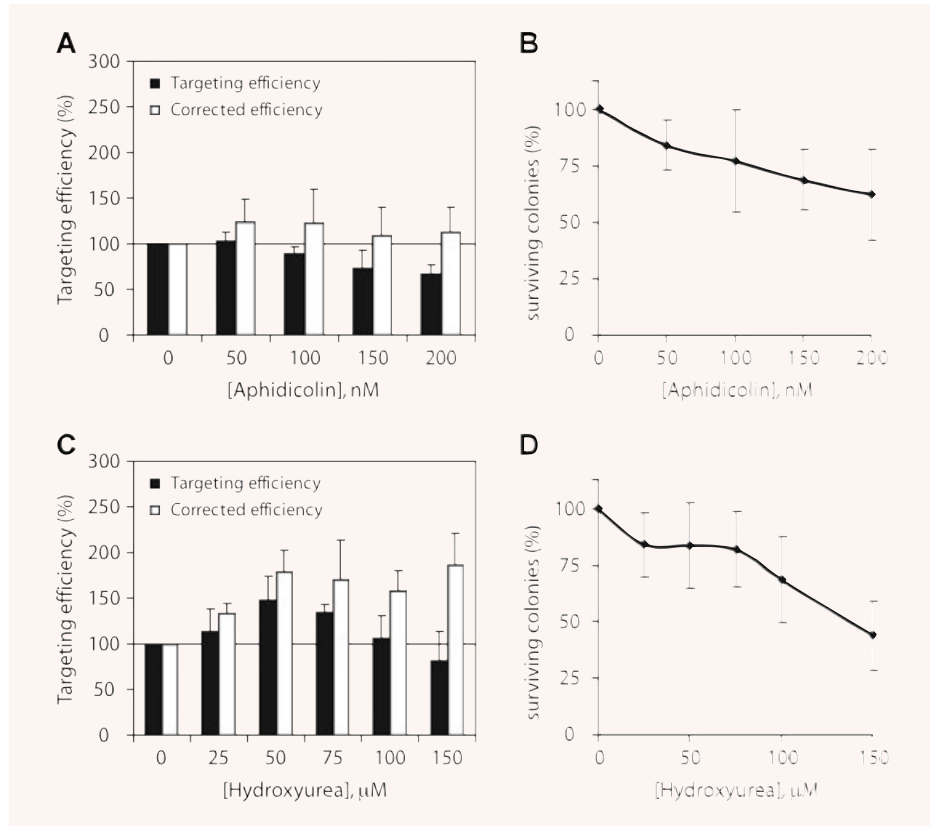 A
Targeting efficiency (%)
300
250
200
150
100
50
0
Targeting efficiency
Corrected efficiency
0 50 100 150 200
[Aphidicolin], nM
B
surviving colonies (%)
100
75
50
25
0
0 50 100 150 200
[Aphidicolin], nM
C
Targeting efficiency (%)
300
250
200
150
100
50
0
Targeting efficiency
Corrected efficiency
0 25 50 75 100 150
[Hydroxyurea], μM
D
surviving colonies (%)
100
75
50
25
0
0 50 100 150
[Hydroxyurea], μM